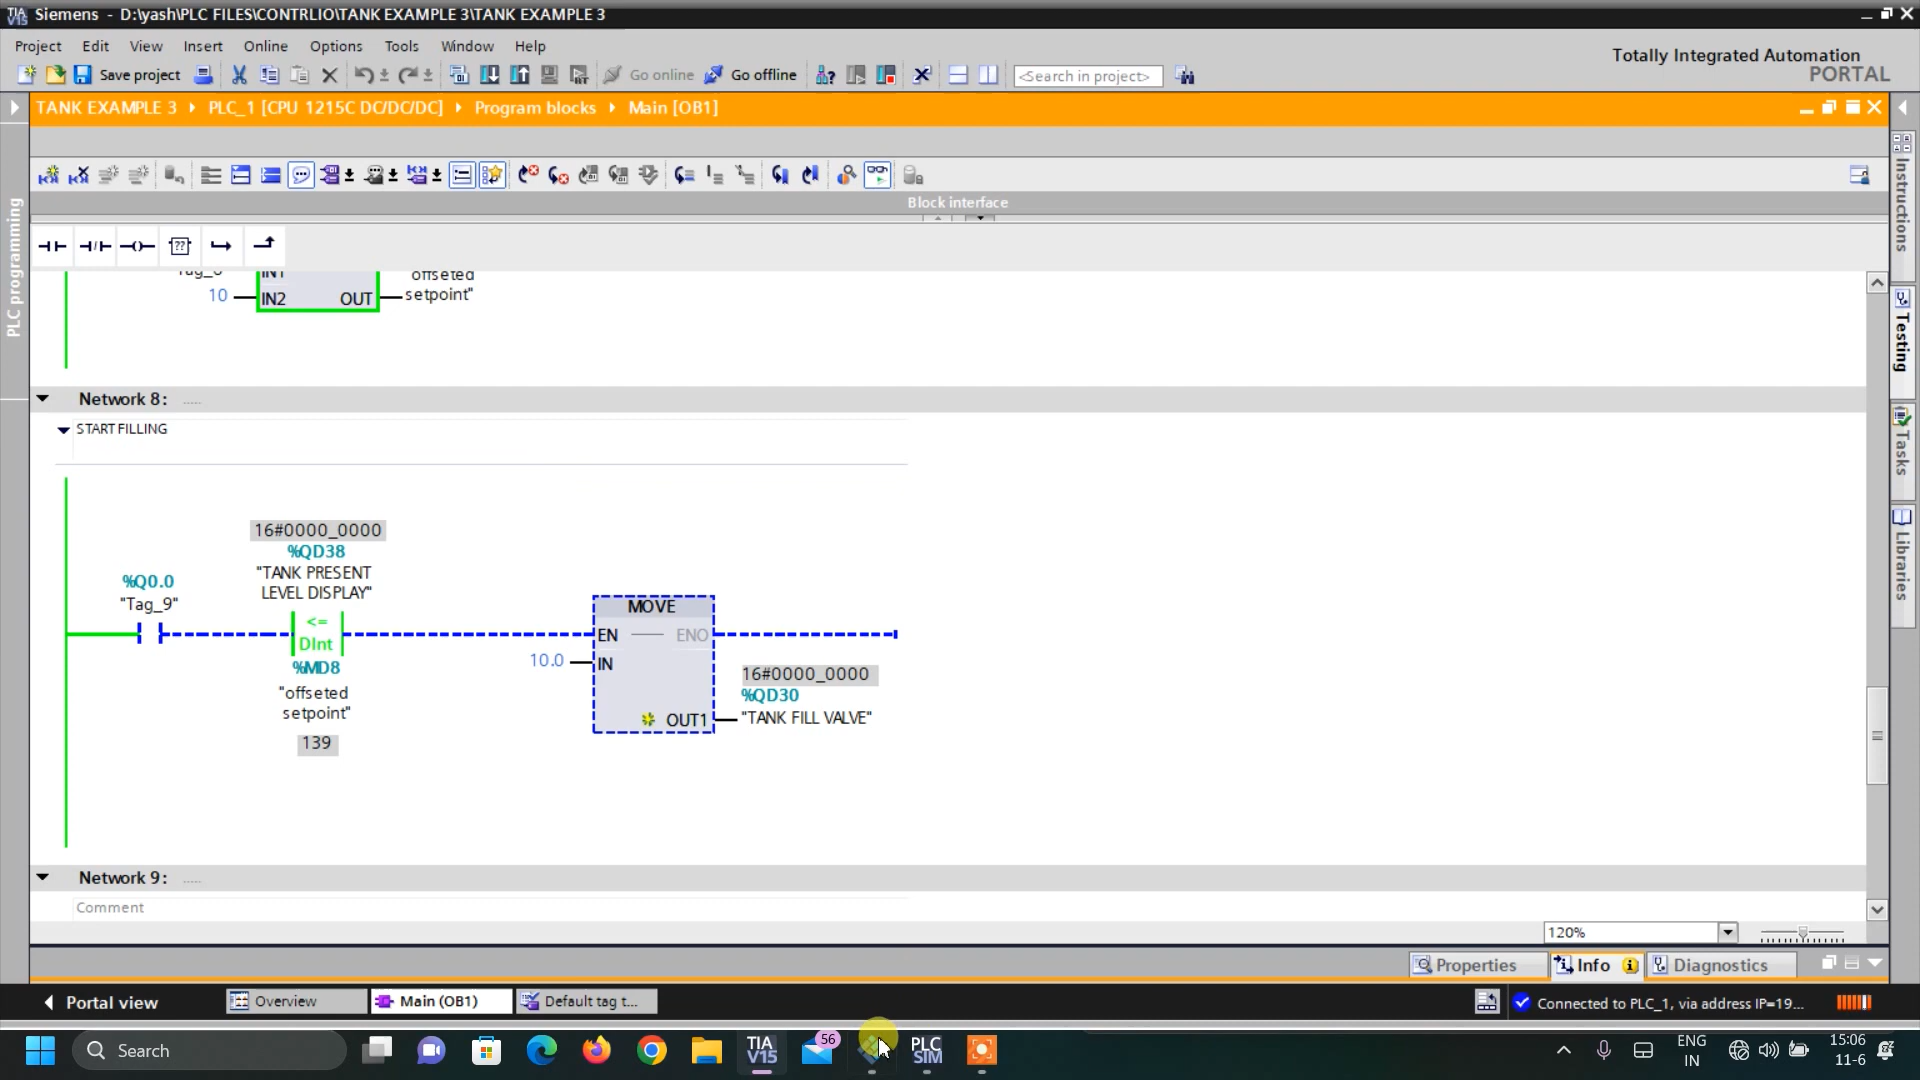 TIA V15 Siemens - D:\yash\PLC FILES\CONTRLIO\TANK EXAMPLE 3\TANK EXAMPLE 3
Project Edit View Insert Online Options Tools Window Help
Totally Integrated Automation
PORTAL
Save project Go online Go offline <Search in project>
TANK EXAMPLE 3 PLC_1 [CPU 1215C DC/DC/DC] Program blocks Main [OB1]
Block interface
??
PLC programming
Instructions
Testing
Tasks
Libraries
IN1
offseted
10 IN2 OUT setpoint"
Network 8: .....
START FILLING
16#0000_0000
%QD38
"TANK PRESENT
LEVEL DISPLAY"
%Q0.0
"Tag_9"
<=
DInt
%MD8
"offseted
setpoint"
139
MOVE
EN ENO
10.0 IN
OUT1
16#0000_0000
%QD30
"TANK FILL VALVE"
Network 9: .....
Comment
120%
Properties Info Diagnostics
Portal view Overview Main (OB1) Default tag t... Connected to PLC_1, via address IP=19...
Search
TIA V15
56
PLC SIM
ENG
IN
15:06
11-6